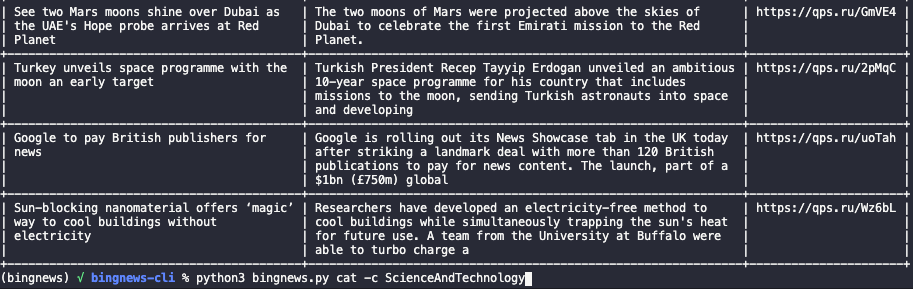 | See two Mars moons shine over Dubai as | The two moons of Mars were projected above the skies of | https://qps.ru/GmVE4 |
| the UAE's Hope probe arrives at Red | Dubai to celebrate the first Emirati mission to the Red | |
| Planet | Planet. | |
| Turkey unveils space programme with the | Turkish President Recep Tayyip Erdogan unveiled an ambitious | https://qps.ru/2pMqC |
| moon an early target | 10-year space programme for his country that includes | |
| | missions to the moon, sending Turkish astronauts into space | |
| | and developing | |
| Google to pay British publishers for | Google is rolling out its News Showcase tab in the UK today | https://qps.ru/uoTah |
| news | after striking a landmark deal with more than 120 British | |
| | publications to pay for news content. The launch, part of a | |
| | $1bn (£750m) global | |
| Sun-blocking nanomaterial offers ‘magic’ | Researchers have developed an electricity-free method to | https://qps.ru/Wz6bL |
| way to cool buildings without | cool buildings while simultaneously trapping the sun's heat | |
| electricity | for future use. A team from the University at Buffalo were | |
| | able to turbo charge a | |
(bingnews) √ bingnews-cli % python3 bingnews.py cat -c ScienceAndTechnology